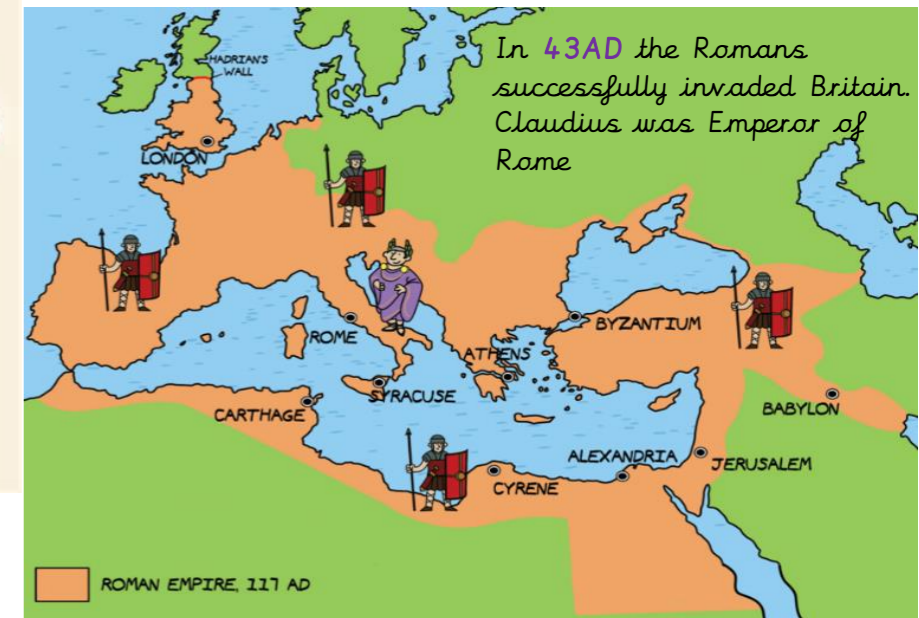 In 43AD the Romans
successfully invaded Britain.
Claudius was Emperor of
Rome
HADRIAN'S
WALL
LONDON
ROME
BYZANTIUM
ATHENS
SYRACUSE
CARTHAGE
BABYLON
ALEXANDRIA
JERUSALEM
CYRENE
ROMAN EMPIRE, 117 AD